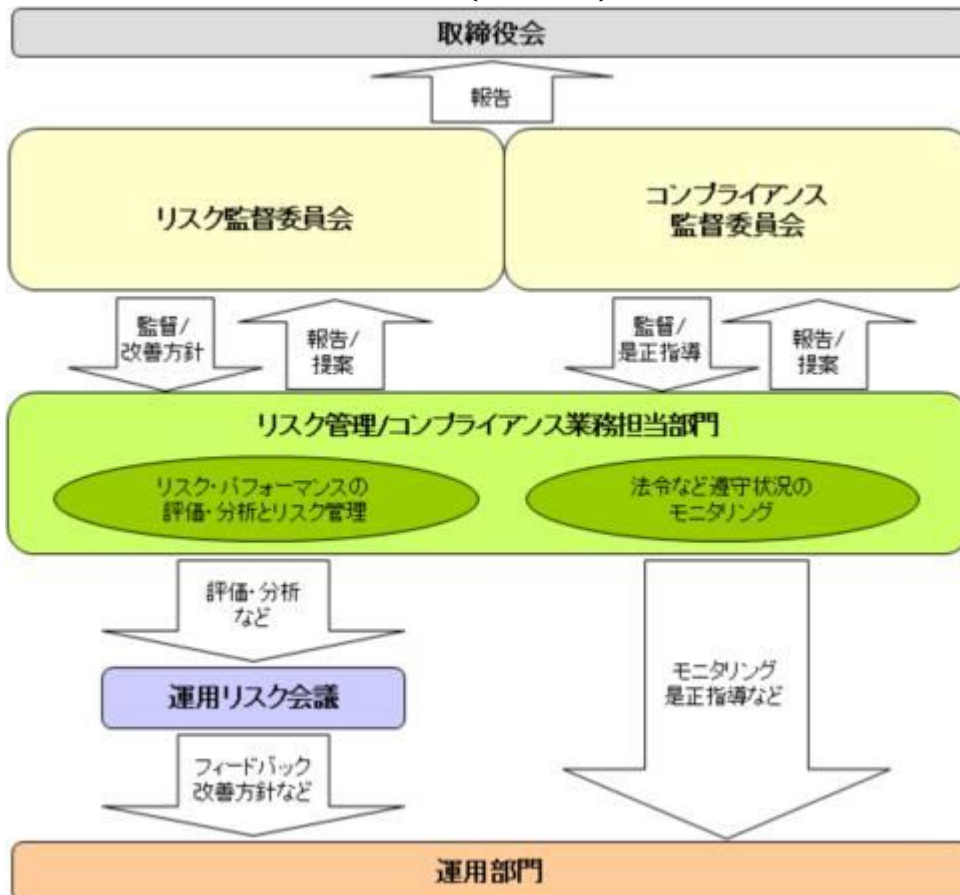 取締役会
報告
リスク監督委員会
コンプライアンス
監督委員会
監督/
改善方針
報告/
提案
監督/
是正指導
報告/
提案
リスク管理/コンプライアンス業務担当部門
リスク・パフォーマンスの
評価・分析とリスク管理
法令など遵守状況の
モニタリング
評価・分析
など
運用リスク会議
モニタリング
是正指導など
フィードバック
改善方針など
運用部門